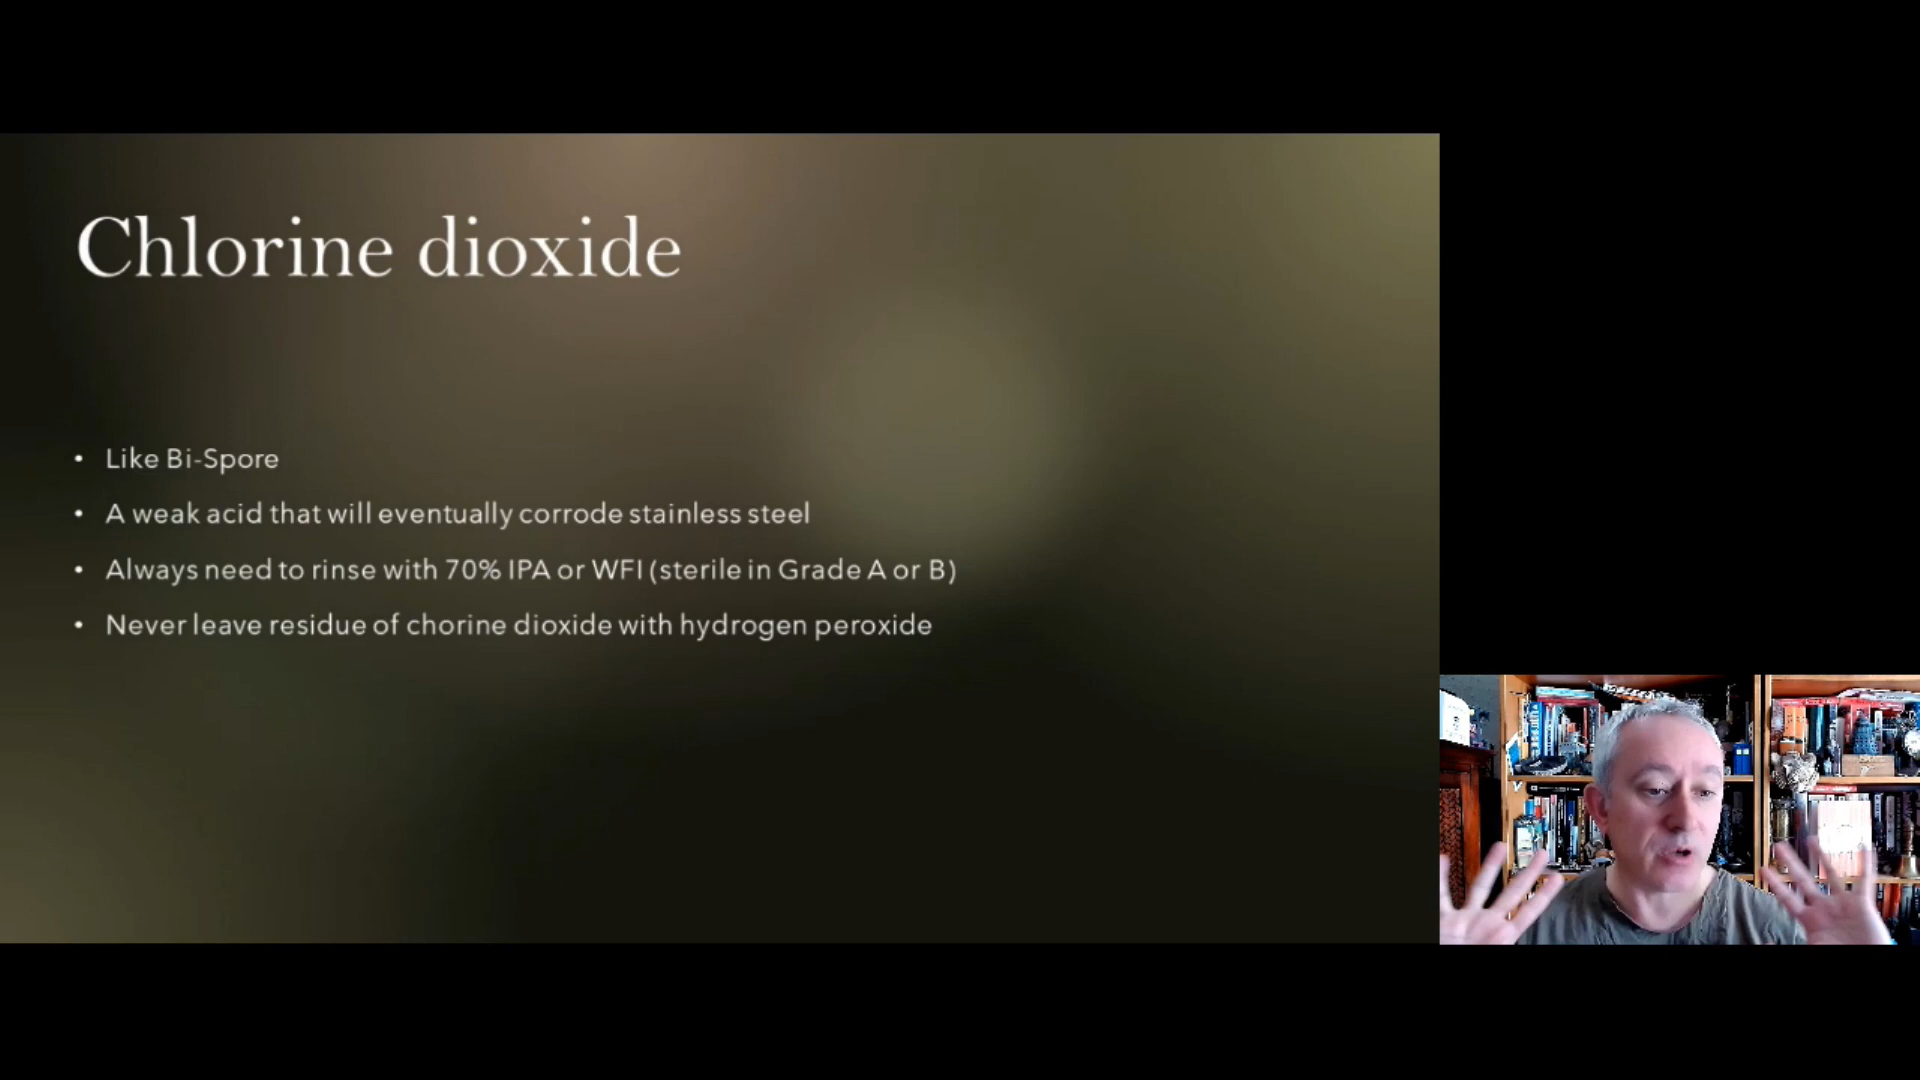 Chlorine dioxide
• Like Bi-Spore
• A weak acid that will eventually corrode stainless steel
• Always need to rinse with 70% IPA or WFI (sterile in Grade A or B)
• Never leave residue of chorine dioxide with hydrogen peroxide